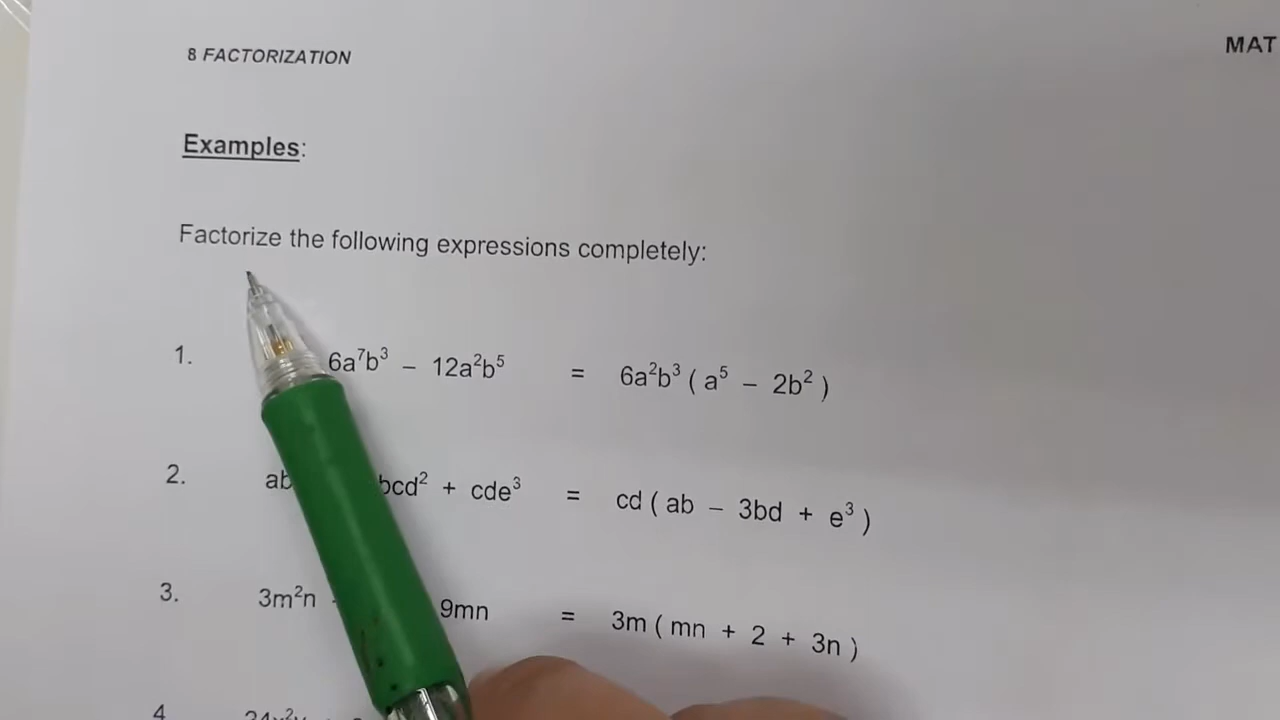 8 FACTORIZATION
MAT
Examples:
Factorize the following expressions completely:
1. 6a⁷b³ – 12a²b⁵ = 6a²b³ ( a⁵ – 2b² )
2. ab bcd² + cde³ = cd ( ab – 3bd + e³ )
3. 3m²n 9mn = 3m ( mn + 2 + 3n )
4